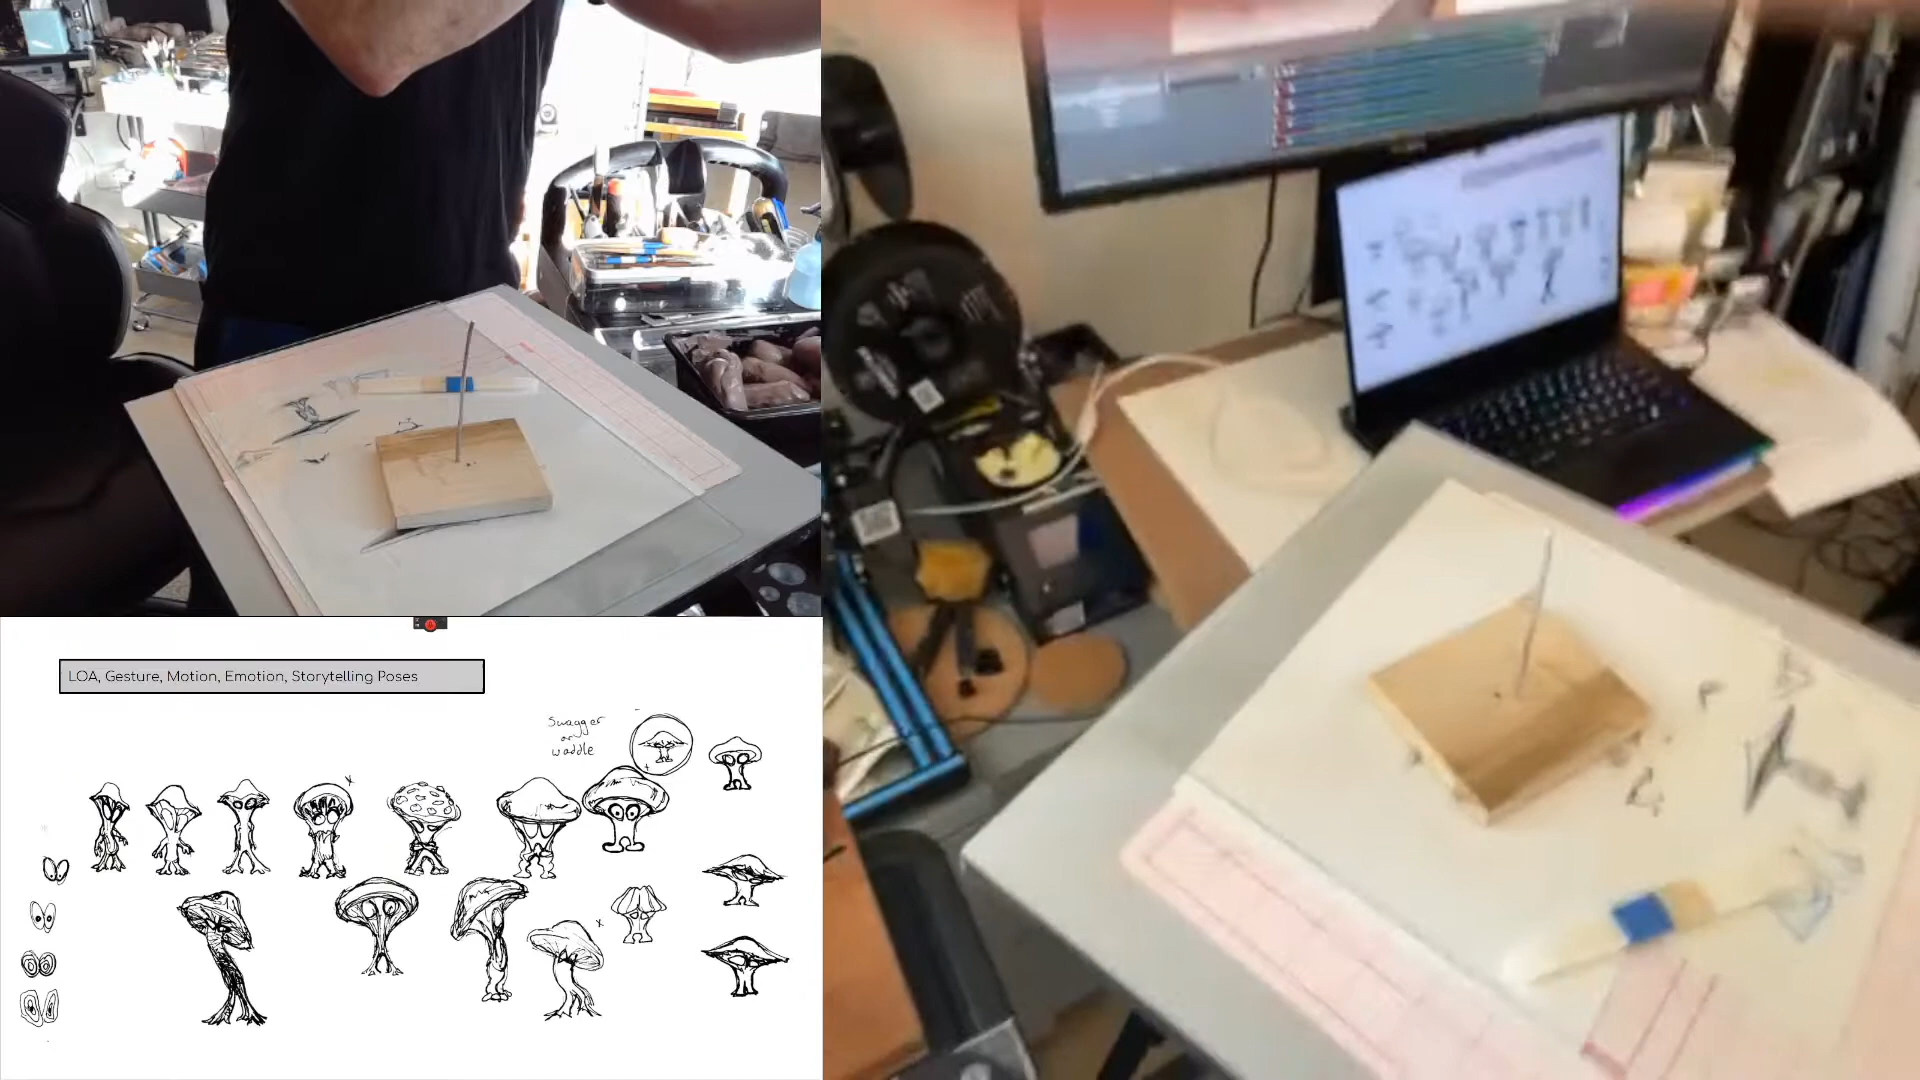 LOA, Gesture, Motion, Emotion, Storytelling Poses
Swagger
or
waddle